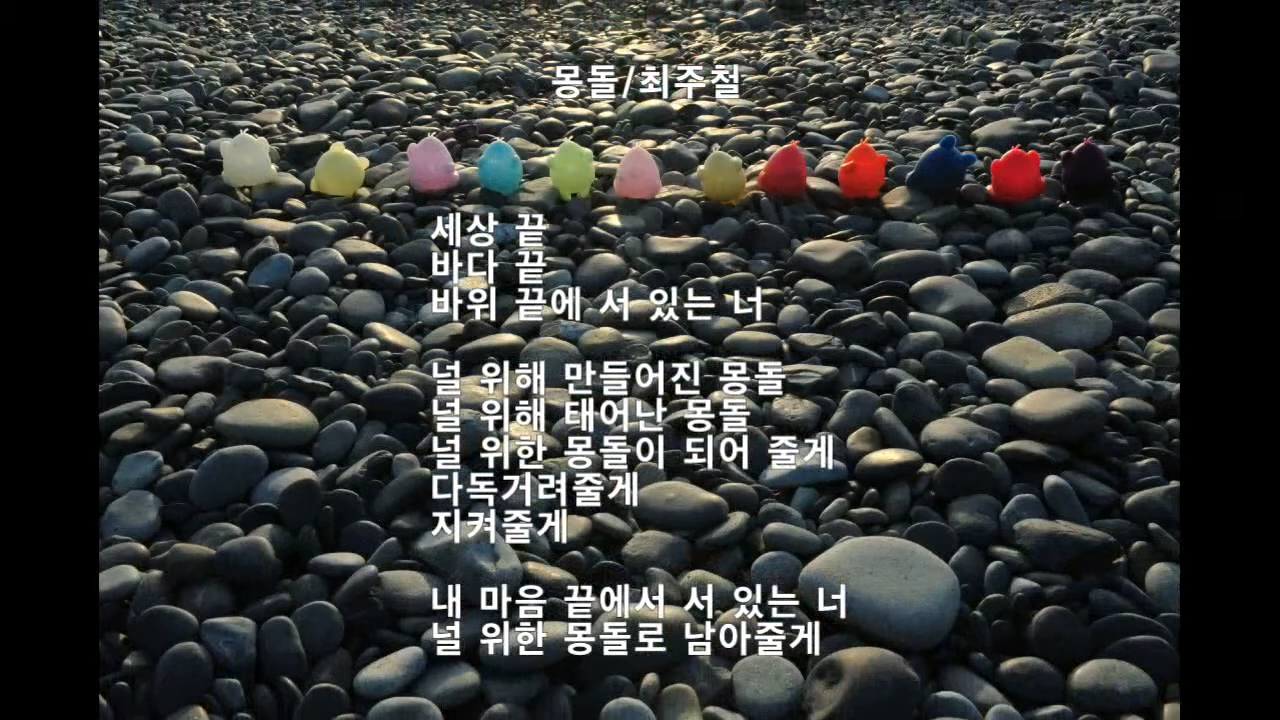 몽돌/최주철
세상 끝
바다 끝
바위 끝에 서 있는 너
널 위해 만들어진 몽돌
널 위해 태어난 몽돌
널 위한 몽돌이 되어 줄게
다독거려줄게
지켜줄게
내 마음 끝에서 서 있는 너
널 위한 몽돌로 남아줄게